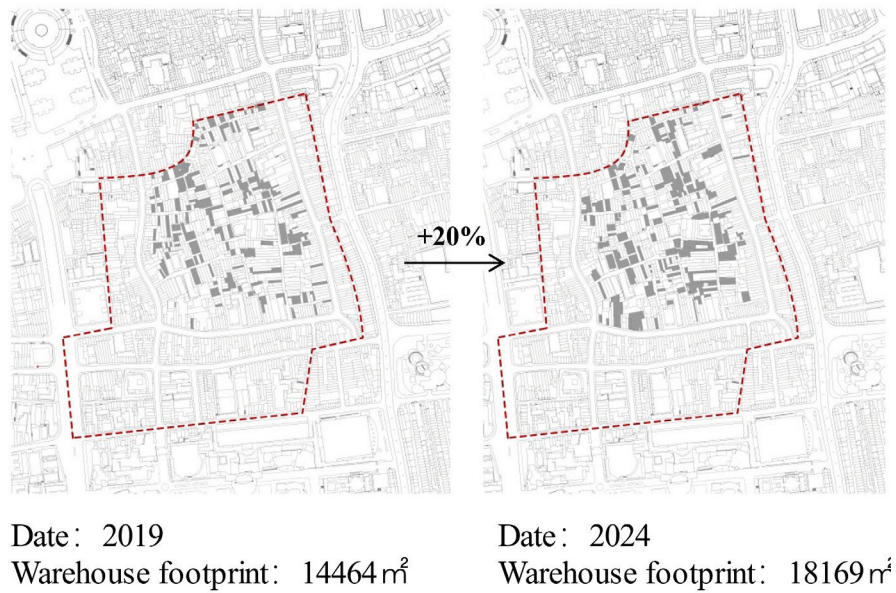 +20%
Date: 2019
Warehouse footprint: 14464㎡
Date: 2024
Warehouse footprint: 18169㎡